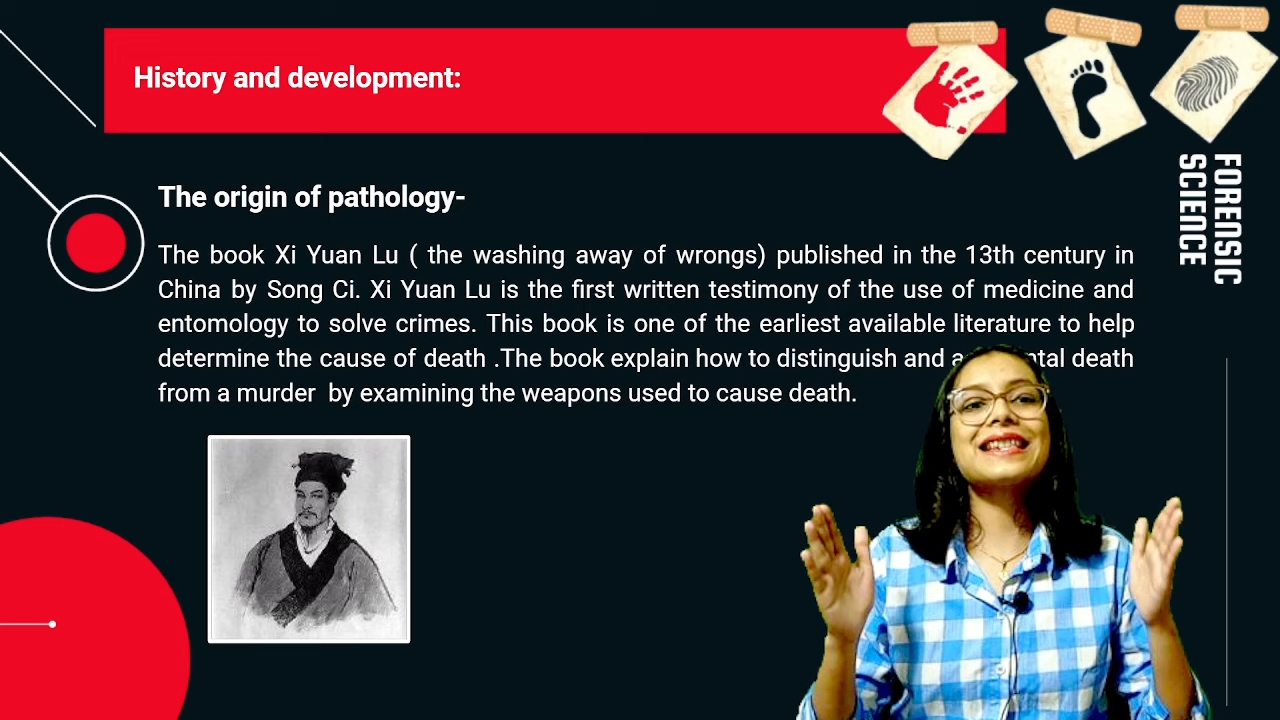 History and development:
FORENSIC
SCIENCE
The origin of pathology-
The book Xi Yuan Lu ( the washing away of wrongs) published in the 13th century in
China by Song Ci. Xi Yuan Lu is the first written testimony of the use of medicine and
entomology to solve crimes. This book is one of the earliest available literature to help
determine the cause of death .The book explain how to distinguish and death
from a murder by examining the weapons used to cause death.